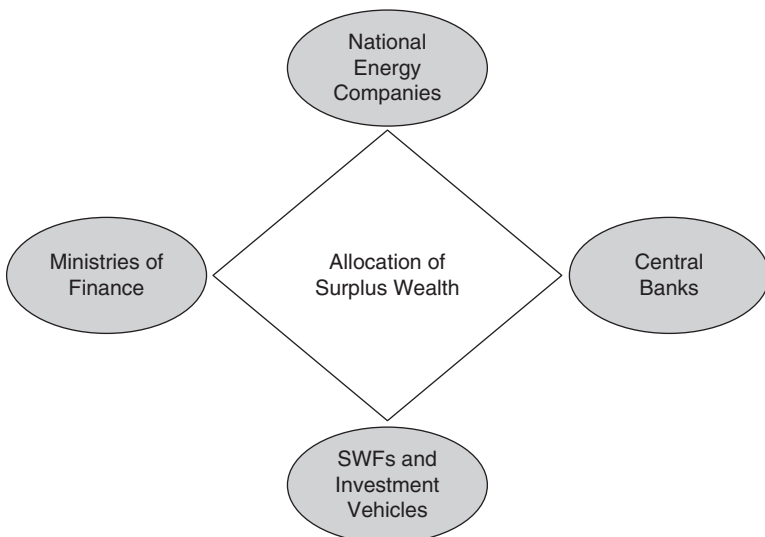 National
Energy
Companies
Ministries of
Finance
Allocation of
Surplus Wealth
Central
Banks
SWFs and
Investment
Vehicles